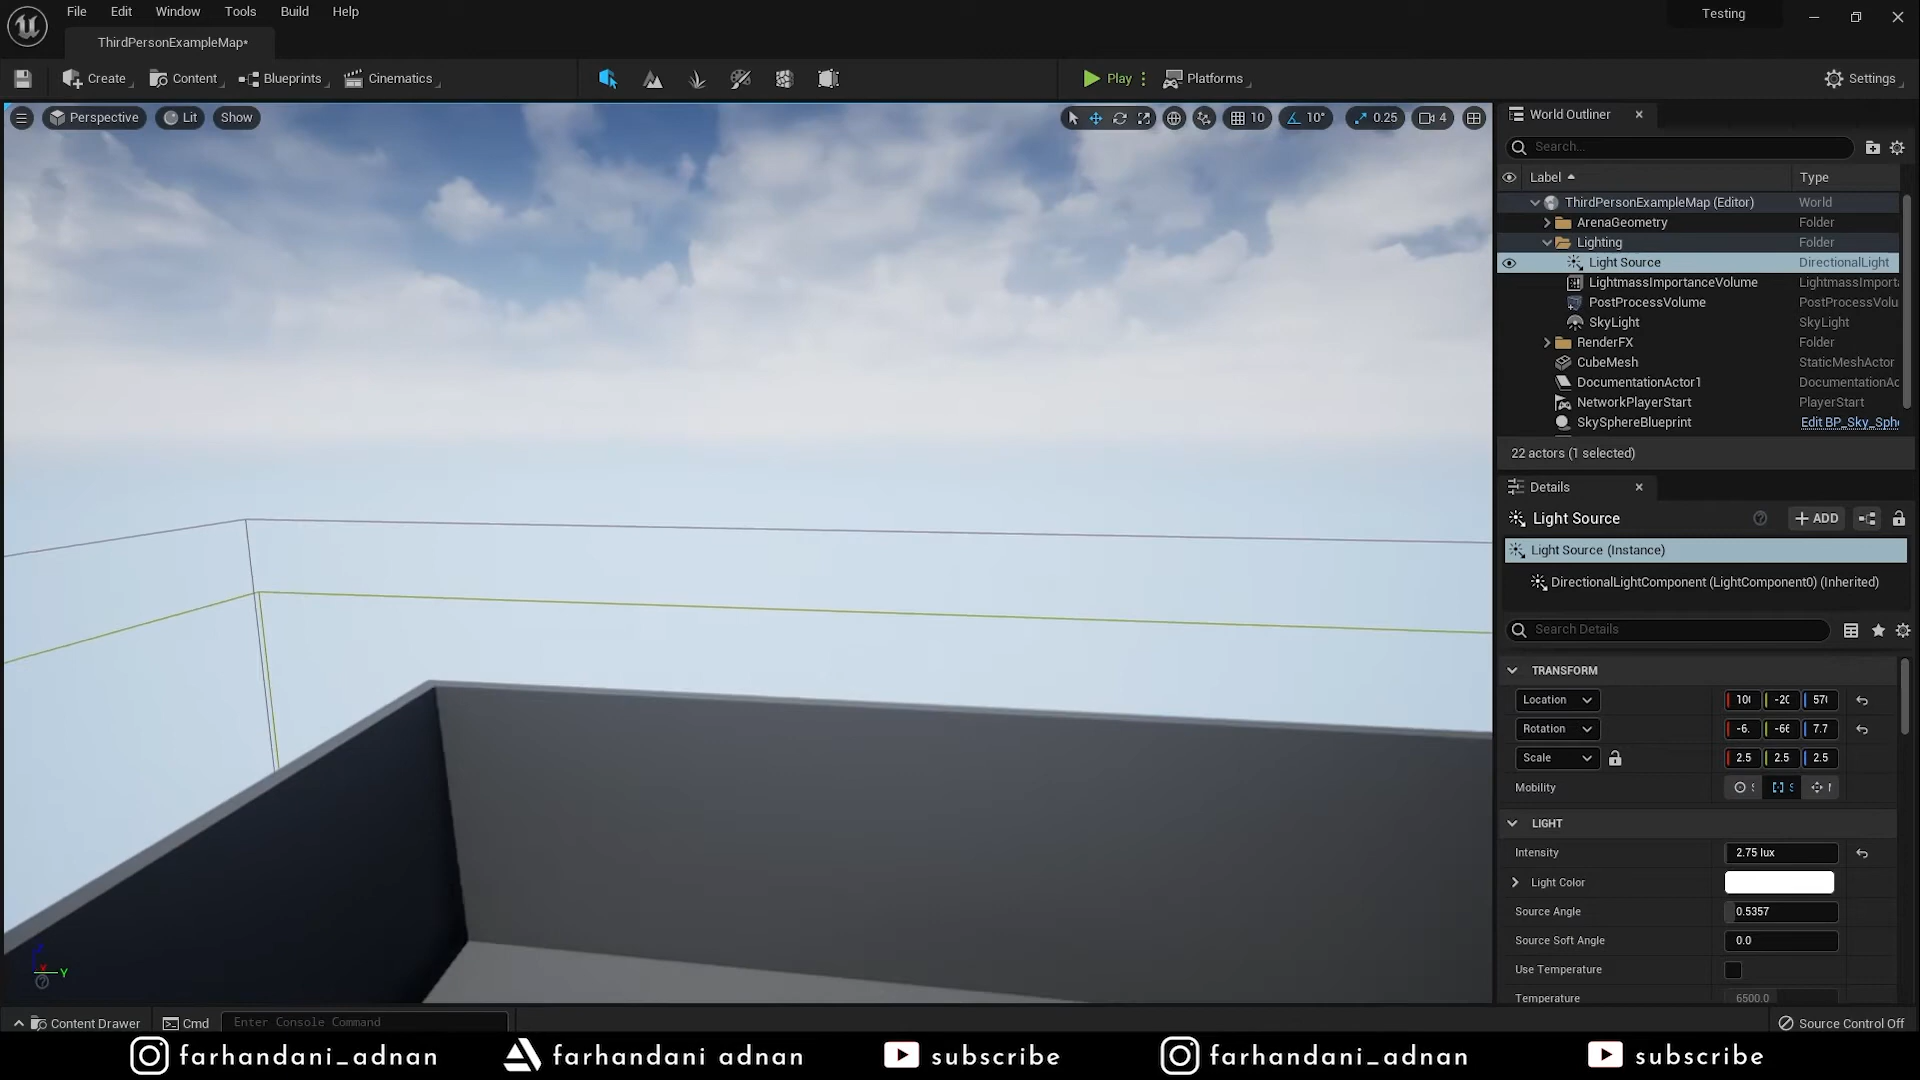 File Edit Window Tools Build Help
Testing
ThirdPersonExampleMap*
Create Content Blueprints Cinematics Play Platforms Settings
Perspective Lit Show 10 10° 0.25 4
World Outliner
Search...
Label Type
ThirdPersonExampleMap (Editor) World
ArenaGeometry Folder
Lighting Folder
Light Source DirectionalLight
LightmassImportanceVolume LightmassImport
PostProcessVolume PostProcessVolu
SkyLight SkyLight
RenderFX Folder
CubeMesh StaticMeshActor
DocumentationActor1 DocumentationAc
NetworkPlayerStart PlayerStart
SkySphereBlueprint Edit BP_Sky_Sph
22 actors (1 selected)
Details
Light Source + ADD
Light Source (Instance)
DirectionalLightComponent (LightComponent0) (Inherited)
Search Details
TRANSFORM
Location -20 570
Rotation -6. -66 7.7
Scale 2.5 2.5 2.5
Mobility
LIGHT
Intensity 2.75 lux
Light Color
Source Angle 0.5357
Source Soft Angle 0.0
Use Temperature
Temperature 6500.0
Y
Content Drawer Cmd Enter Console Command Source Control Off
farhandani_adnan farhandani adnan subscribe farhandani_adnan subscribe